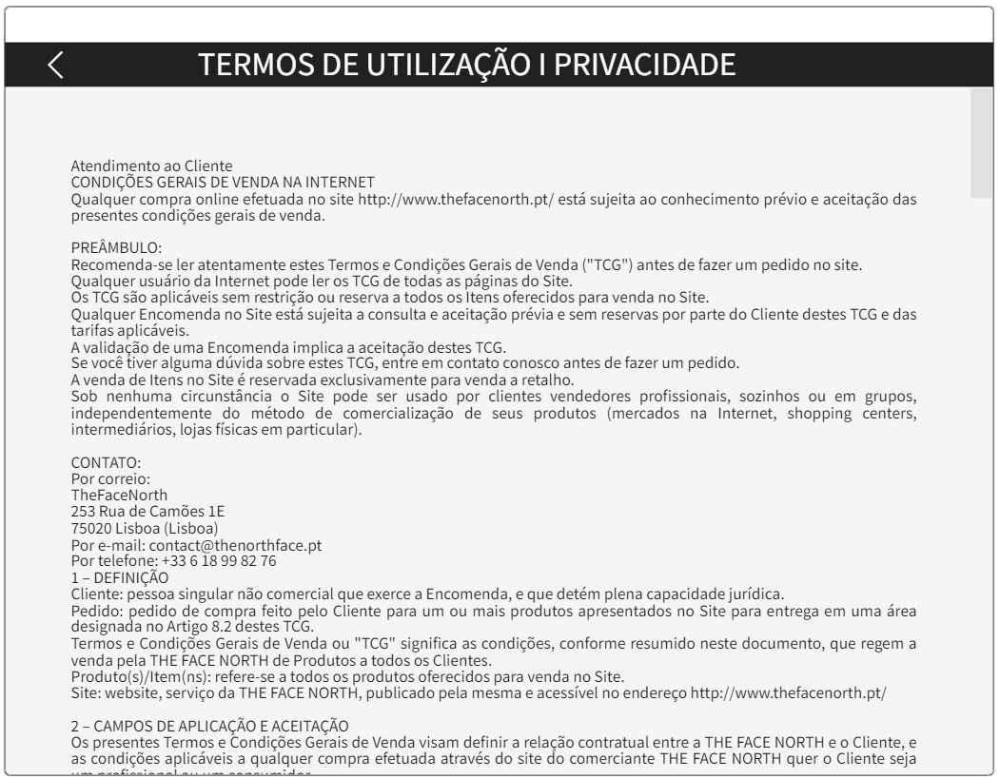 TERMOS DE UTILIZAÇÃO I PRIVACIDADE
Atendimento ao Cliente
CONDIÇÕES GERAIS DE VENDA NA INTERNET
Qualquer compra online efetuada no site http://www.thefacenorth.pt/ está sujeita ao conhecimento prévio e aceitação das
presentes condições gerais de venda.
PREÂMBULO:
Recomenda-se ler atentamente estes Termos e Condições Gerais de Venda ("TCG") antes de fazer um pedido no site.
Qualquer usuário da Internet pode ler os TCG de todas as páginas do Site.
Os TCG são aplicáveis sem restrição ou reserva a todos os Itens oferecidos para venda no Site.
Qualquer Encomenda no Site está sujeita a consulta e aceitação prévia e sem reservas por parte do Cliente destes TCG e das
tarifas aplicáveis.
A validação de uma Encomenda implica a aceitação destes TCG.
Se você tiver alguma dúvida sobre estes TCG, entre em contato conosco antes de fazer um pedido.
A venda de Itens no Site é reservada exclusivamente para venda a retalho.
Sob nenhuma circunstância o Site pode ser usado por clientes vendedores profissionais, sozinhos ou em grupos,
independentemente do método de comercialização de seus produtos (mercados na Internet, shopping centers,
intermediários, lojas físicas em particular).
CONTATO:
Por correio:
TheFaceNorth
253 Rua de Camões 1E
75020 Lisboa (Lisboa)
Por e-mail: contact@thenorthface.pt
Por telefone: +33 6 18 99 82 76
1 – DEFINIÇÃO
Cliente: pessoa singular não comercial que exerce a Encomenda, e que detém plena capacidade jurídica.
Pedido: pedido de compra feito pelo Cliente para um ou mais produtos apresentados no Site para entrega em uma área
designada no Artigo 8.2 destes TCG.
Termos e Condições Gerais de Venda ou "TCG" significa as condições, conforme resumido neste documento, que regem a
venda pela THE FACE NORTH de Produtos a todos os Clientes.
Produto(s)/Item(ns): refere-se a todos os produtos oferecidos para venda no Site.
Site: website, serviço da THE FACE NORTH, publicado pela mesma e acessível no endereço http://www.thefacenorth.pt/
2 – CAMPOS DE APLICAÇÃO E ACEITAÇÃO
Os presentes Termos e Condições Gerais de Venda visam definir a relação contratual entre a THE FACE NORTH e o Cliente, e
as condições aplicáveis a qualquer compra efetuada através do site do comerciante THE FACE NORTH quer o Cliente seja
um profissional ou um consumidor.